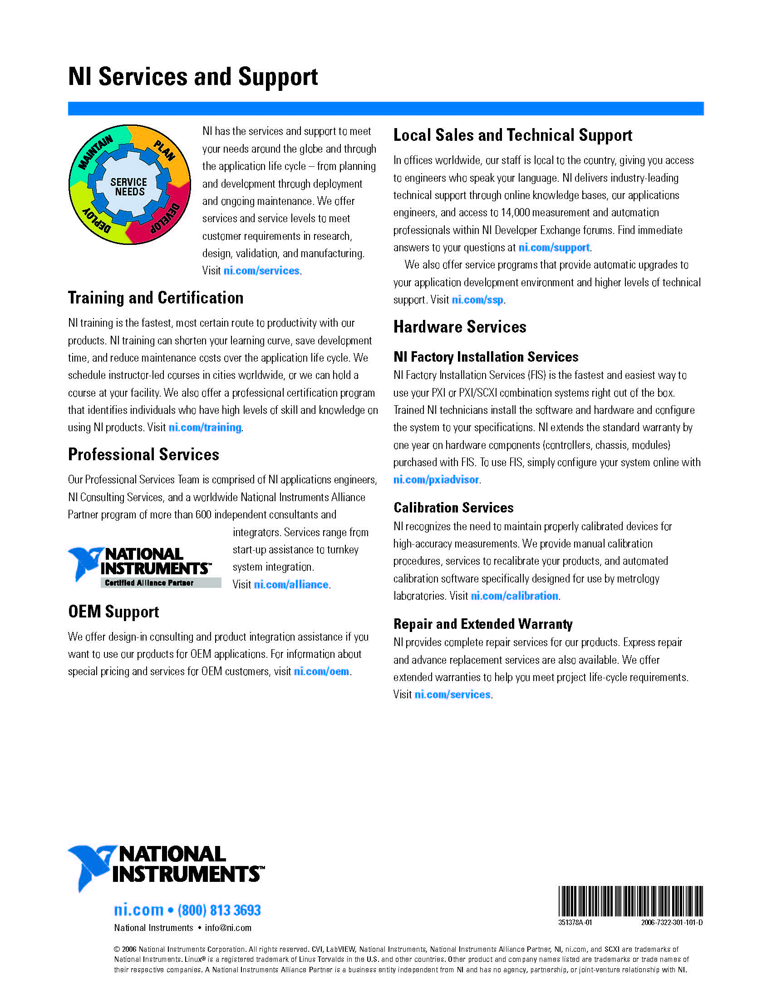 NI Services and Support
MAINTAIN
PLAN
DEVELOP
DEPLOY
SERVICE
NEEDS
NI has the services and support to meet
your needs around the globe and through
the application life cycle – from planning
and development through deployment
and ongoing maintenance. We offer
services and service levels to meet
customer requirements in research,
design, validation, and manufacturing.
Visit ni.com/services.
Training and Certification
NI training is the fastest, most certain route to productivity with our
products. NI training can shorten your learning curve, save development
time, and reduce maintenance costs over the application life cycle. We
schedule instructor-led courses in cities worldwide, or we can hold a
course at your facility. We also offer a professional certification program
that identifies individuals who have high levels of skill and knowledge on
using NI products. Visit ni.com/training.
Professional Services
Our Professional Services Team is comprised of NI applications engineers,
NI Consulting Services, and a worldwide National Instruments Alliance
Partner program of more than 600 independent consultants and
integrators. Services range from
start-up assistance to turnkey
system integration.
Visit ni.com/alliance.
NATIONAL
INSTRUMENTS™
Certified Alliance Partner
OEM Support
We offer design-in consulting and product integration assistance if you
want to use our products for OEM applications. For information about
special pricing and services for OEM customers, visit ni.com/oem.
Local Sales and Technical Support
In offices worldwide, our staff is local to the country, giving you access
to engineers who speak your language. NI delivers industry-leading
technical support through online knowledge bases, our applications
engineers, and access to 14,000 measurement and automation
professionals within NI Developer Exchange forums. Find immediate
answers to your questions at ni.com/support.
We also offer service programs that provide automatic upgrades to
your application development environment and higher levels of technical
support. Visit ni.com/ssp.
Hardware Services
NI Factory Installation Services
NI Factory Installation Services (FIS) is the fastest and easiest way to
use your PXI or PXI/SCXI combination systems right out of the box.
Trained NI technicians install the software and hardware and configure
the system to your specifications. NI extends the standard warranty by
one year on hardware components (controllers, chassis, modules)
purchased with FIS. To use FIS, simply configure your system online with
ni.com/pxiadvisor.
Calibration Services
NI recognizes the need to maintain properly calibrated devices for
high-accuracy measurements. We provide manual calibration
procedures, services to recalibrate your products, and automated
calibration software specifically designed for use by metrology
laboratories. Visit ni.com/calibration.
Repair and Extended Warranty
NI provides complete repair services for our products. Express repair
and advance replacement services are also available. We offer
extended warranties to help you meet project life-cycle requirements.
Visit ni.com/services.
NATIONAL
INSTRUMENTS™
ni.com • (800) 813 3693
National Instruments • info@ni.com
351378A-01 2006-7322-301-101-D
© 2006 National Instruments Corporation. All rights reserved. CVI, LabVIEW, National Instruments, National Instruments Alliance Partner, NI, ni.com, and SCXI are trademarks of
National Instruments. Linux® is a registered trademark of Linus Torvalds in the U.S. and other countries. Other product and company names listed are trademarks or trade names of
their respective companies. A National Instruments Alliance Partner is a business entity independent from NI and has no agency, partnership, or joint-venture relationship with NI.